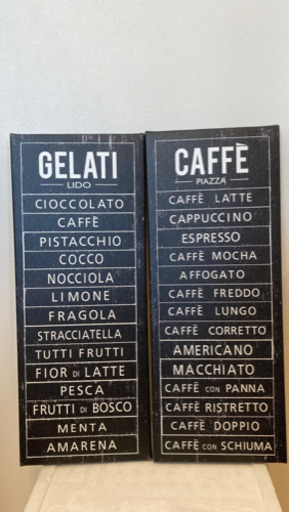 GELATI
LIDO
CIOCCOLATO
CAFFÈ
PISTACCHIO
COCCO
NOCCIOLA
LIMONE
FRAGOLA
STRACCIATELLA
TUTTI FRUTTI
FIOR DI LATTE
PESCA
FRUTTI DI BOSCO
MENTA
AMARENA
CAFFÈ
PIAZZA
CAFFÈ LATTE
CAPPUCCINO
ESPRESSO
CAFFÈ MOCHA
AFFOGATO
CAFFÈ FREDDO
CAFFÈ LUNGO
CAFFÈ CORRETTO
AMERICANO
MACCHIATO
CAFFÈ CON PANNA
CAFFÈ RISTRETTO
CAFFÈ DOPPIO
CAFFÈ CON SCHIUMA